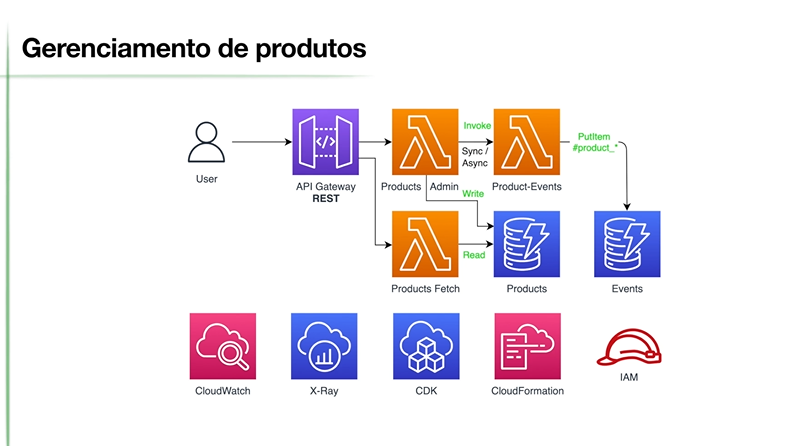 Gerenciamento de produtos
User
API Gateway
REST
Products Admin
Invoke
Sync /
Async
Product-Events
PutItem
#product_*
Write
Products Fetch
Read
Products
Events
CloudWatch
X-Ray
CDK
CloudFormation
IAM